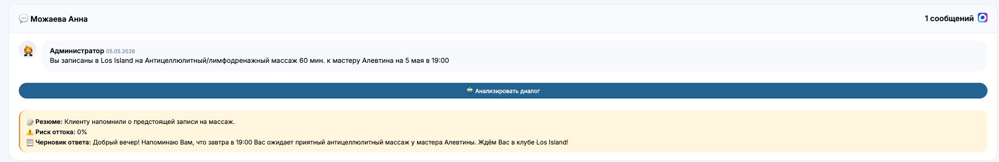 Можаева Анна
1 сообщений
Администратор 05.05.2026
Вы записаны в Los Island на Антицеллюлитный/лимфодренажный массаж 60 мин. к мастеру Алевтина на 5 мая в 19:00
Анализировать диалог
Резюме: Клиенту напомнили о предстоящей записи на массаж.
Риск оттока: 0%
Черновик ответа: Добрый вечер! Напоминаю Вам, что завтра в 19:00 Вас ожидает приятный антицеллюлитный массаж у мастера Алевтины. Ждём Вас в клубе Los Island!